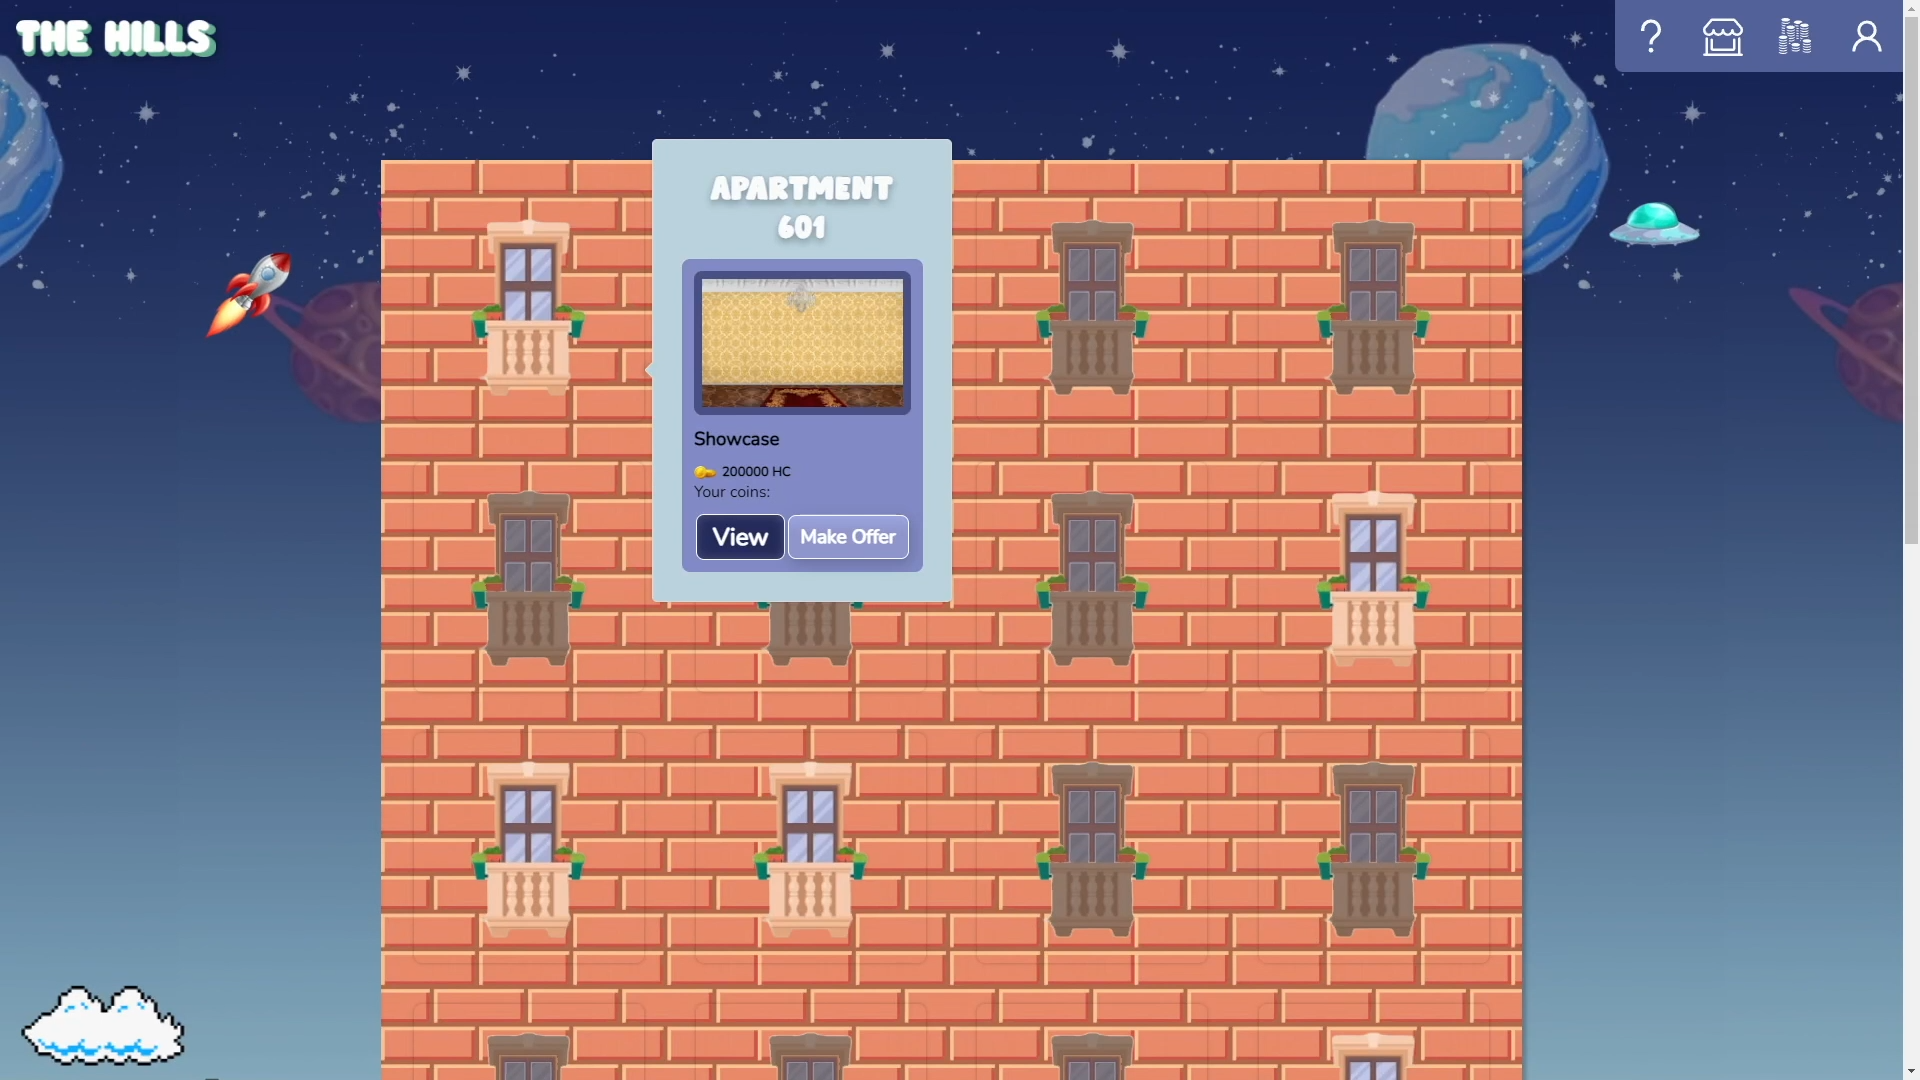 THE HILLS
?
APARTMENT
601
Showcase
200000 HC
Your coins:
View
Make Offer